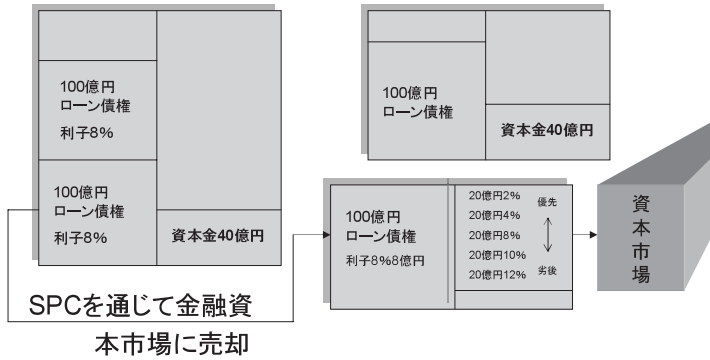 100億円
ローン債権
利子8%
100億円
ローン債権
利子8%
資本金40億円
100億円
ローン債権
資本金40億円
100億円
ローン債権
利子8%8億円
20億円2%
20億円4%
20億円8%
20億円10%
20億円12%
優先
劣後
資本市場
SPCを通じて金融資
本市場に売却